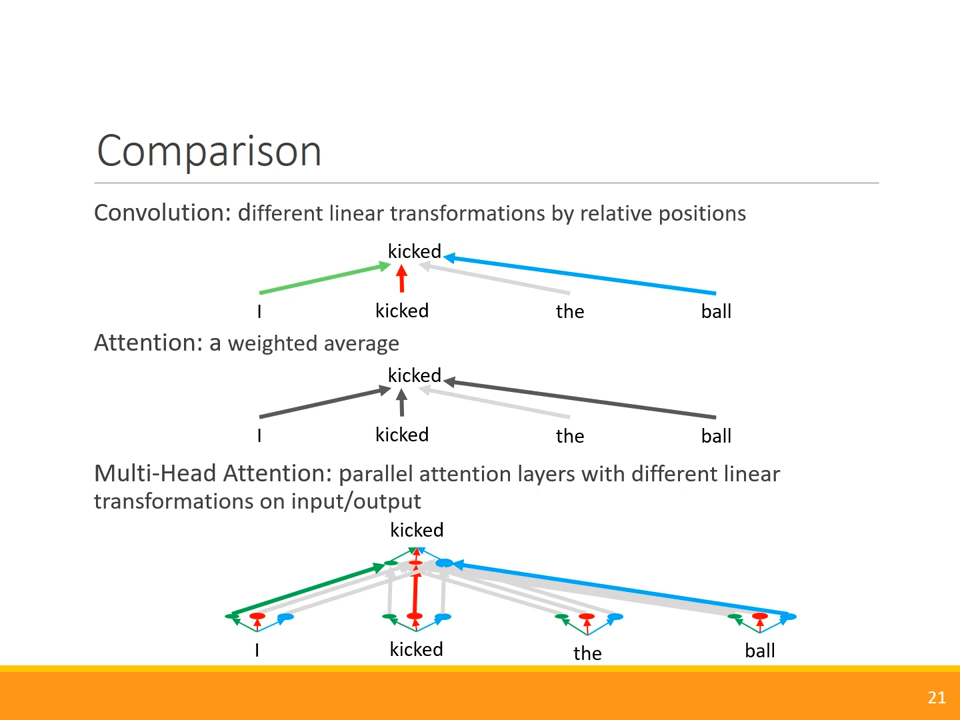 Comparison
Convolution: different linear transformations by relative positions
kicked
I kicked the ball
Attention: a weighted average
kicked
I kicked the ball
Multi-Head Attention: parallel attention layers with different linear
transformations on input/output
kicked
I kicked the ball
21